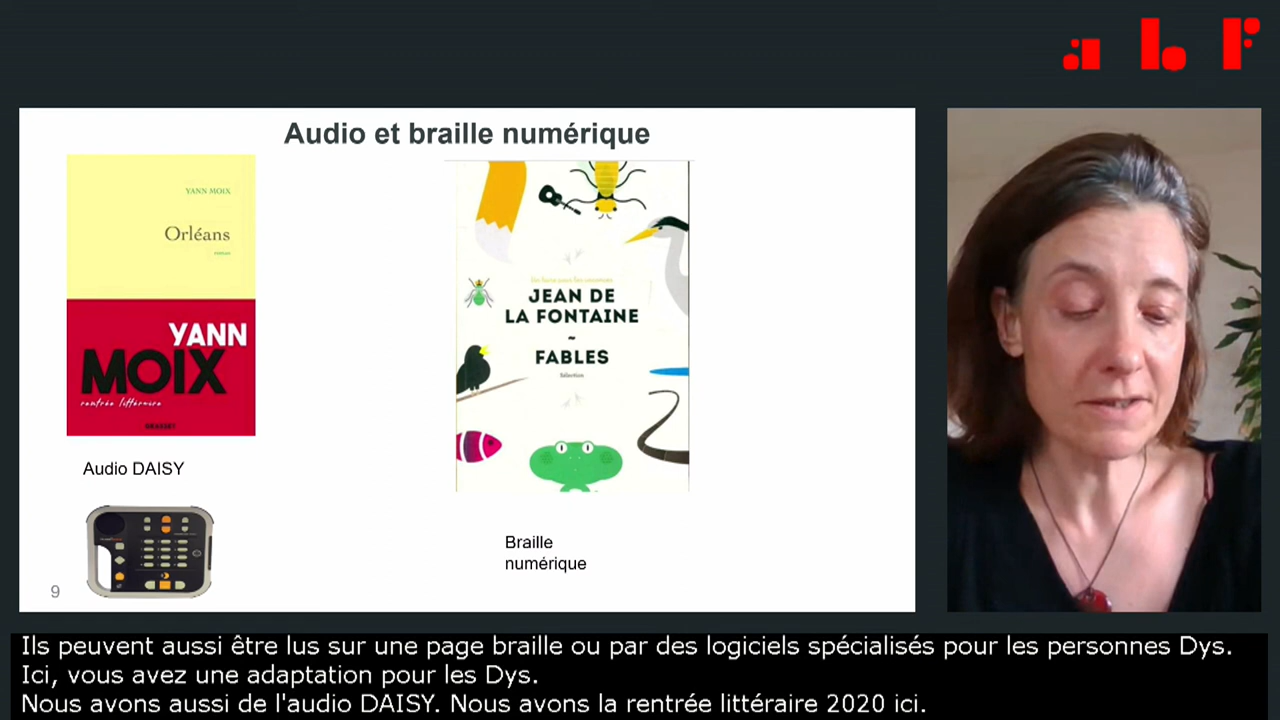 abf
Audio et braille numérique
YANN MOIX
Orléans
roman
YANN
MOIX
rentrée littéraire
GRASSET
Audio DAISY
JEAN DE
LA FONTAINE
~
FABLES
Sélection
Braille
numérique
9
Ils peuvent aussi être lus sur une page braille ou par des logiciels spécialisés pour les personnes Dys.
Ici, vous avez une adaptation pour les Dys.
Nous avons aussi de l'audio DAISY. Nous avons la rentrée littéraire 2020 ici.